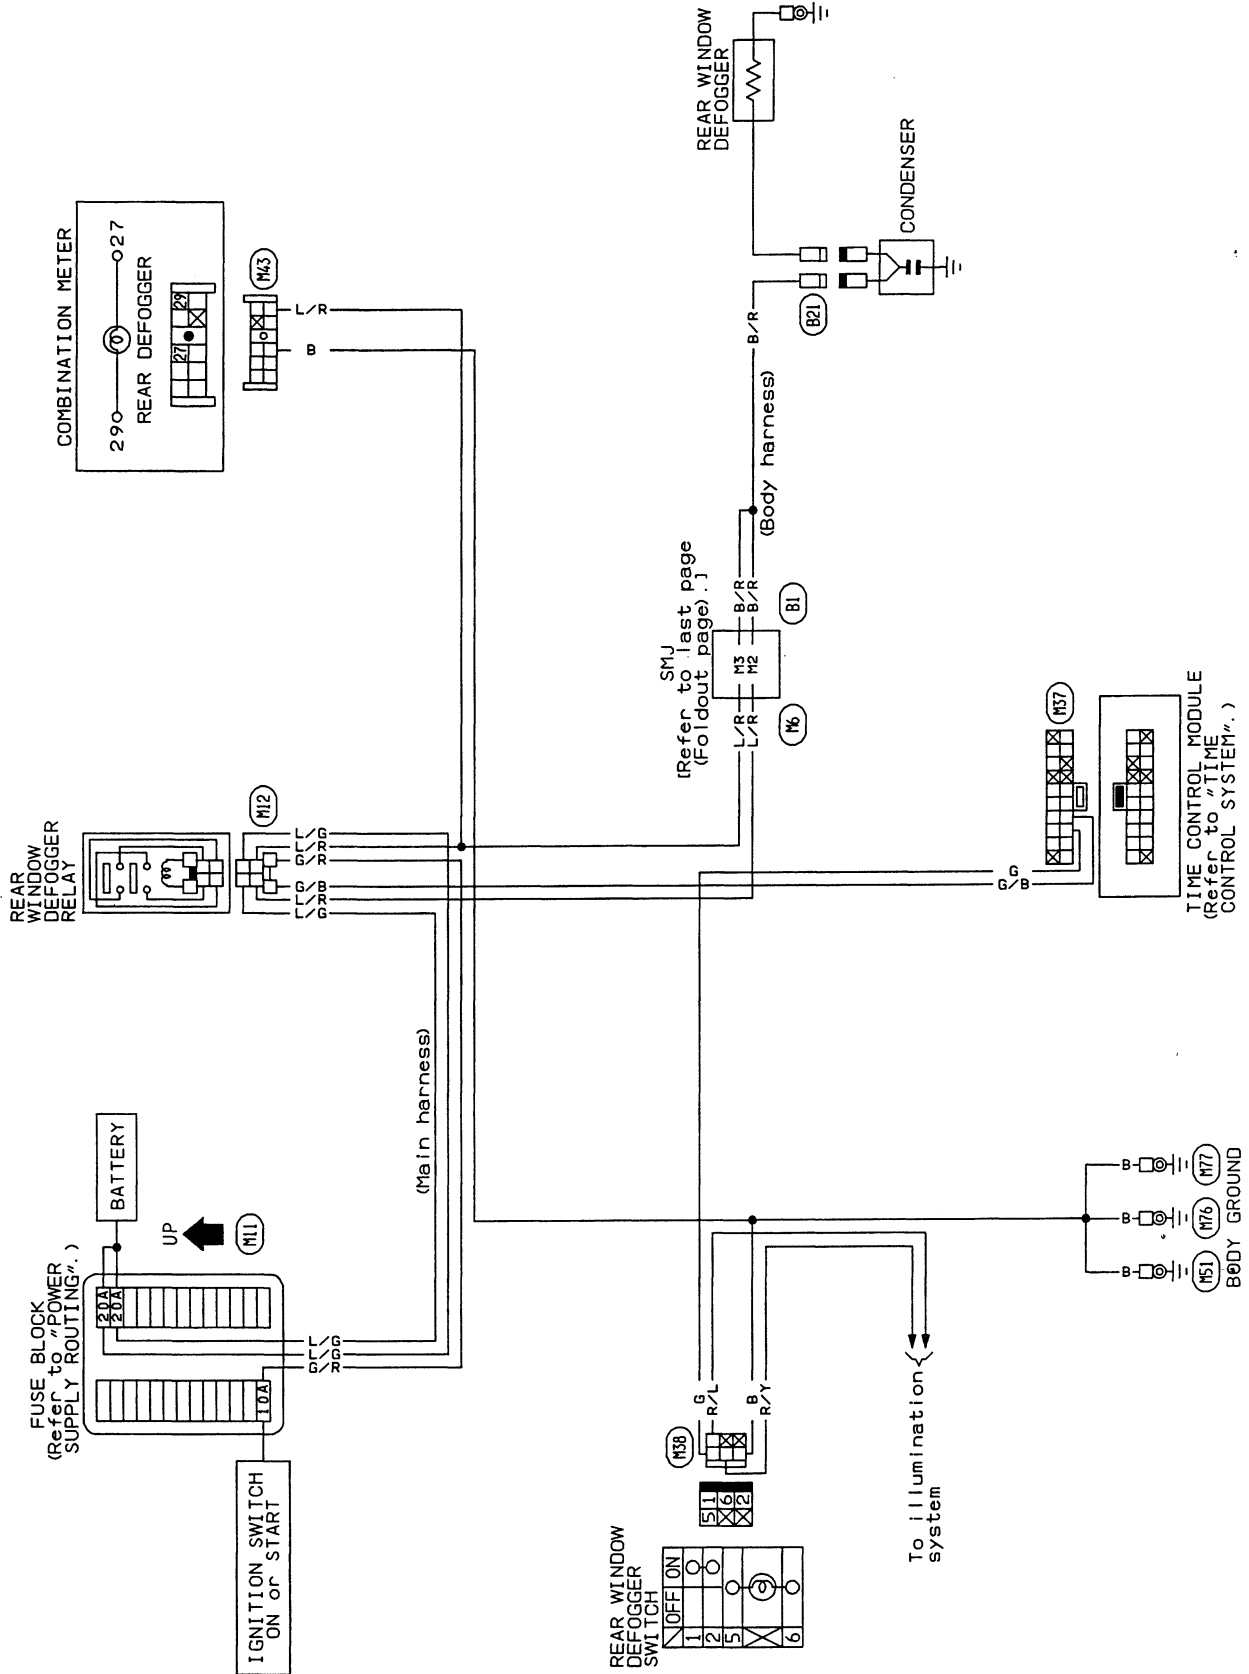 FUSE BLOCK
(Refer to "POWER
SUPPLY ROUTING".)
20A
20A
10A
BATTERY
UP
M11
IGNITION SWITCH
ON or START
L/G
L/G
G/R
(Main harness)
REAR
WINDOW
DEFOGGER
RELAY
M12
L/G
L/R
G/R
G/B
L/R
L/G
COMBINATION METER
29
27
REAR DEFOGGER
27
29
M43
L/R
B
REAR WINDOW
DEFOGGER
SWITCH
OFF
ON
1
2
5
6
5
1
6
2
M38
G
R/L
B
R/Y
To illumination
system
SMJ
[Refer to last page
(Foldout page).]
L/R
L/R
M3
M2
B/R
B/R
M6
B1
(Body harness)
B/R
B21
CONDENSER
REAR WINDOW
DEFOGGER
G
G/B
M37
TIME CONTROL MODULE
(Refer to "TIME
CONTROL SYSTEM".)
B
B
B
M51
M76
M77
BODY GROUND